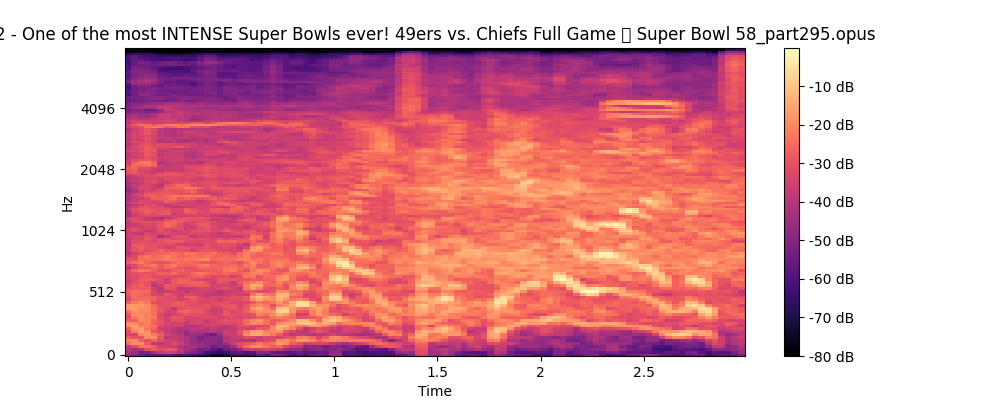 2 - One of the most INTENSE Super Bowls ever! 49ers vs. Chiefs Full Game ▯ Super Bowl 58_part295.opus
4096
2048
1024
512
0
Hz
0
0.5
1
1.5
2
2.5
Time
-10 dB
-20 dB
-30 dB
-40 dB
-50 dB
-60 dB
-70 dB
-80 dB